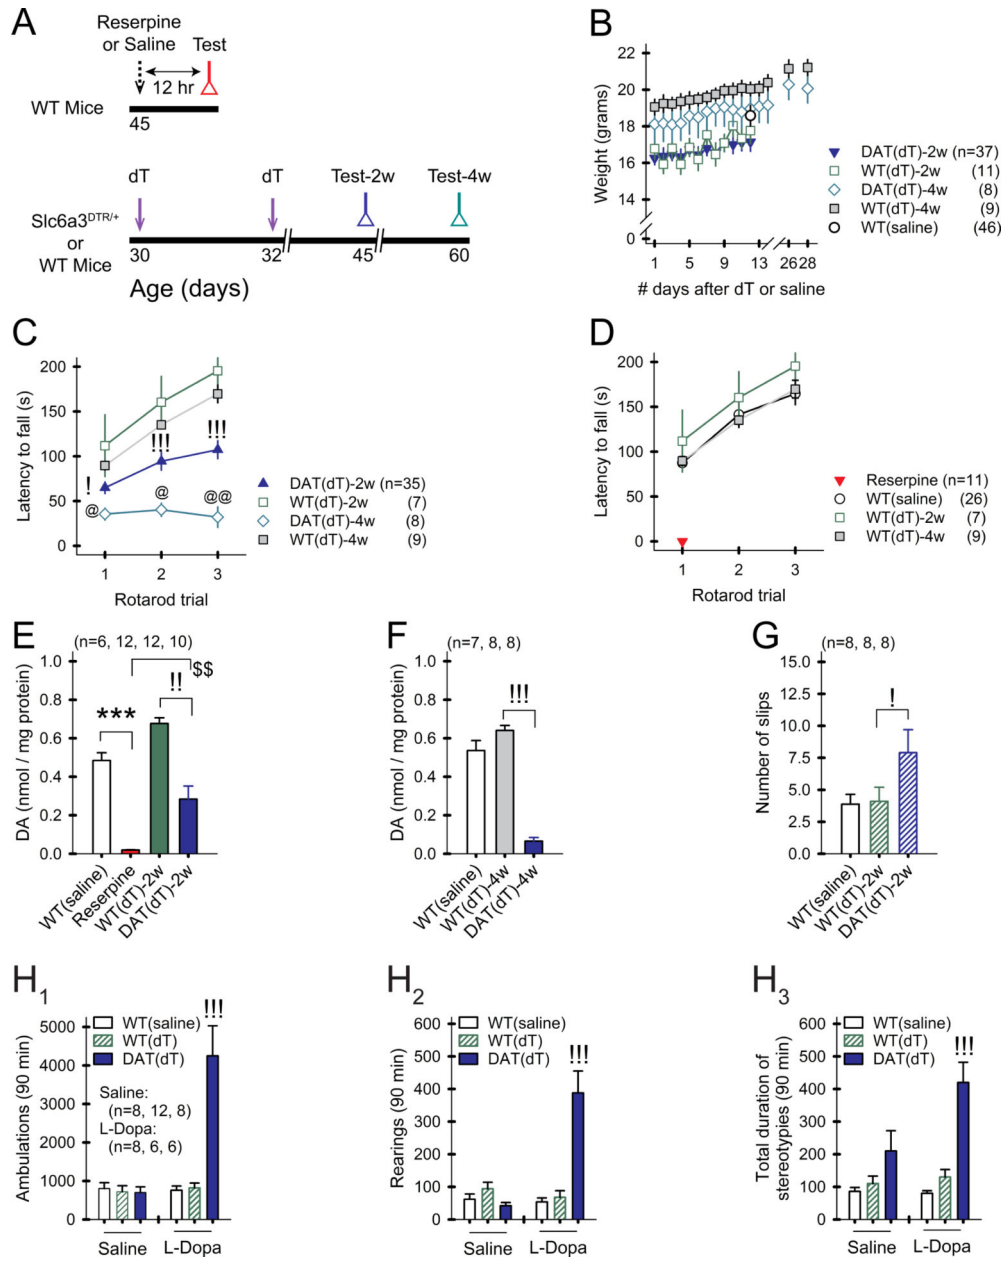 A
Reserpine
or Saline
Test
12 hr
WT Mice
45
dT
dT
Test-2w
Test-4w
Slc6a3DTR/+
or
WT Mice
30
32
45
60
Age (days)
B
22
20
18
16
14
0
Weight (grams)
1
5
9
13
26
28
# days after dT or saline
DAT(dT)-2w (n=37)
WT(dT)-2w (11)
DAT(dT)-4w (8)
WT(dT)-4w (9)
WT(saline) (46)
C
200
150
100
50
0
Latency to fall (s)
!
!!!
!!!
@
@
@@
1
2
3
Rotarod trial
DAT(dT)-2w (n=35)
WT(dT)-2w (7)
DAT(dT)-4w (8)
WT(dT)-4w (9)
D
200
150
100
50
0
Latency to fall (s)
1
2
3
Rotarod trial
Reserpine (n=11)
WT(saline) (26)
WT(dT)-2w (7)
WT(dT)-4w (9)
E
(n=6, 12, 12, 10)
1.0
0.8
0.6
0.4
0.2
0.0
DA (nmol / mg protein)
***
!!
$$
WT(saline)
Reserpine
WT(dT)-2w
DAT(dT)-2w
F
(n=7, 8, 8)
1.0
0.8
0.6
0.4
0.2
0.0
DA (nmol / mg protein)
!!!
WT(saline)
WT(dT)-4w
DAT(dT)-4w
G
(n=8, 8, 8)
15.0
12.5
10.0
7.5
5.0
2.5
0.0
Number of slips
!
WT(saline)
WT(dT)-2w
DAT(dT)-2w
H1
5000
4000
3000
2000
1000
0
Ambulations (90 min)
WT(saline)
WT(dT)
DAT(dT)
Saline:
(n=8, 12, 8)
L-Dopa:
(n=8, 6, 6)
!!!
Saline
L-Dopa
H2
600
500
400
300
200
100
0
Rearings (90 min)
WT(saline)
WT(dT)
DAT(dT)
!!!
Saline
L-Dopa
H3
600
500
400
300
200
100
0
Total duration of
stereotypies (90 min)
WT(saline)
WT(dT)
DAT(dT)
!!!
Saline
L-Dopa